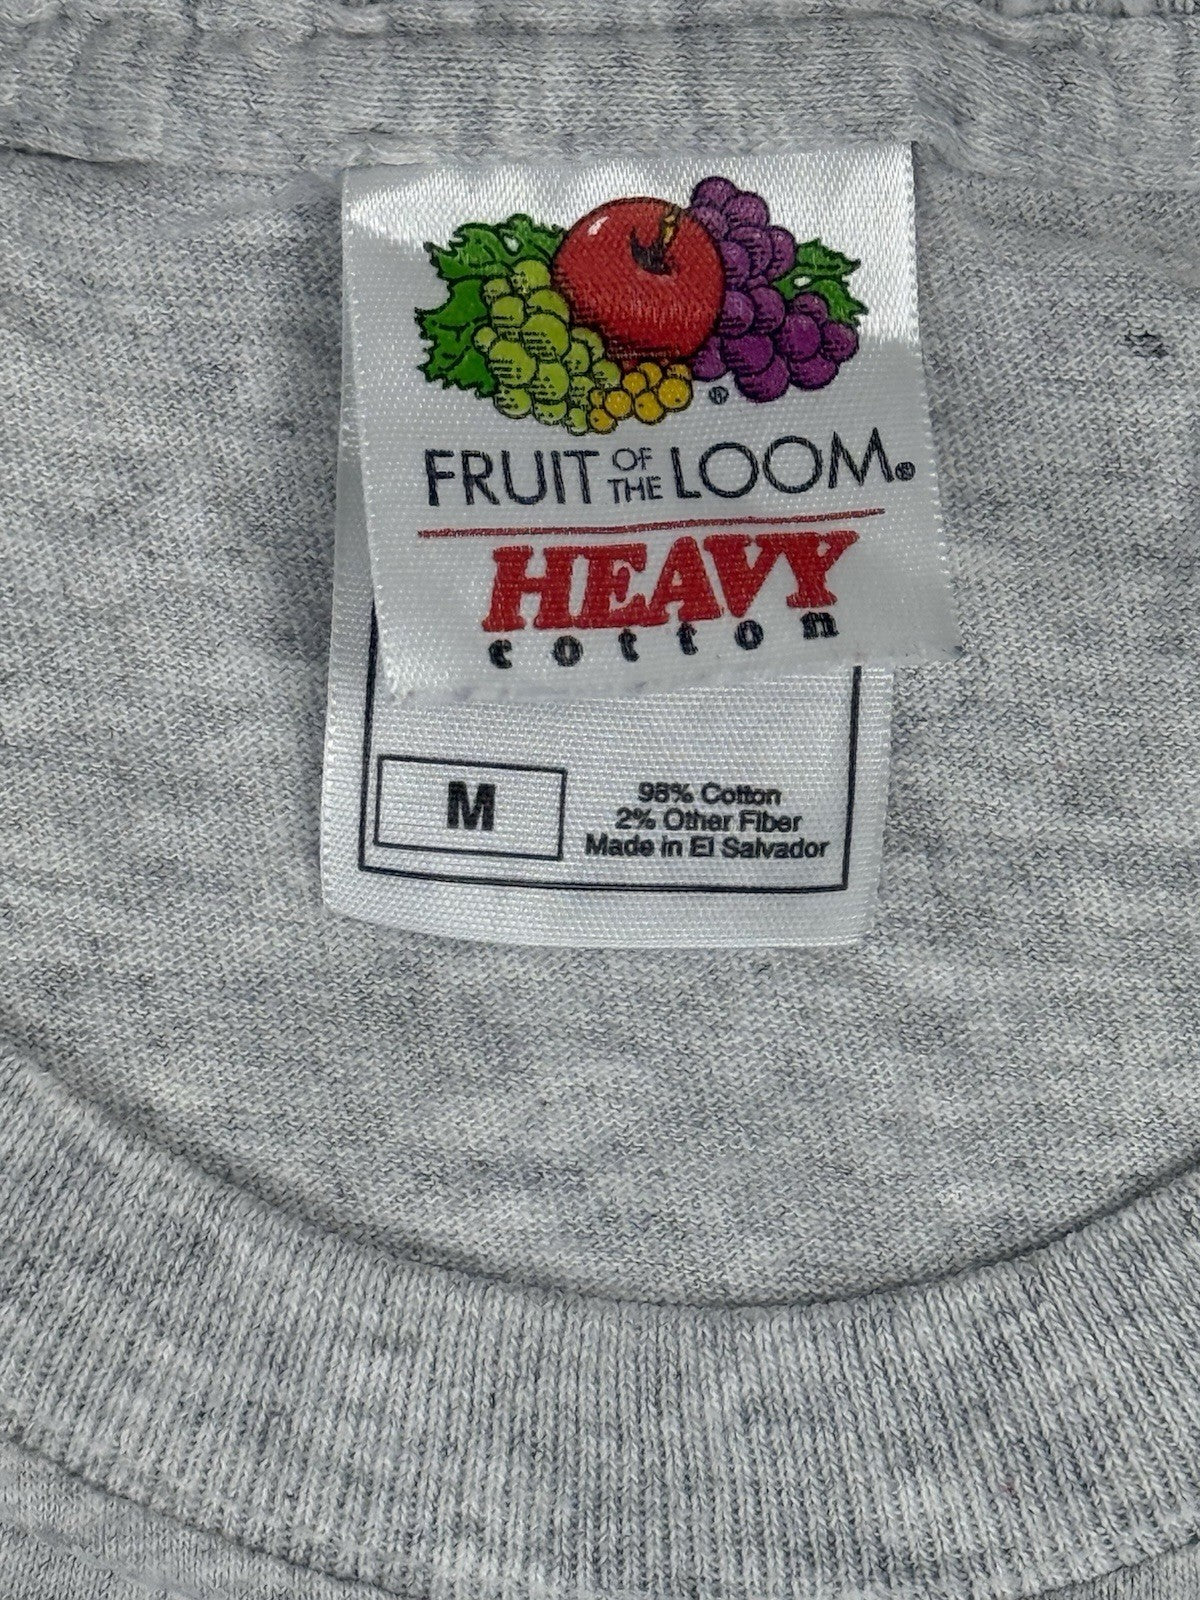 ®
FRUIT OF THE LOOM®
HEAVY
cotton
M
98% Cotton
2% Other Fiber
Made in El Salvador